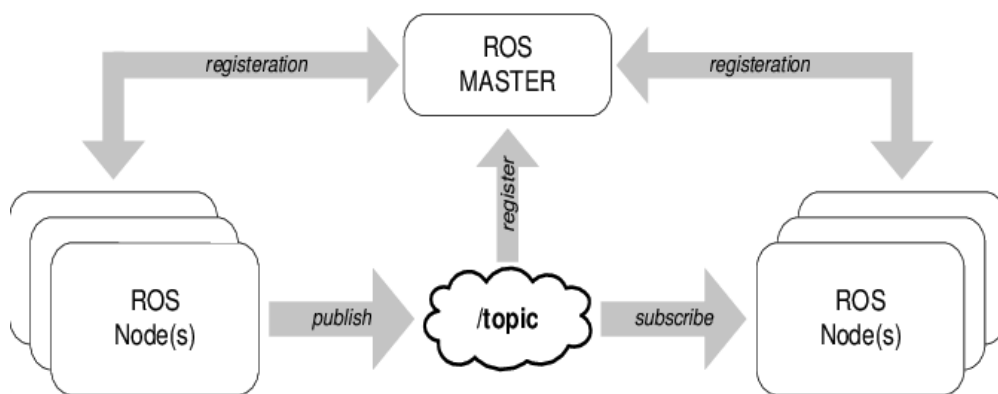 ROS
MASTER
registeration
registeration
register
ROS
Node(s)
publish
/topic
subscribe
ROS
Node(s)